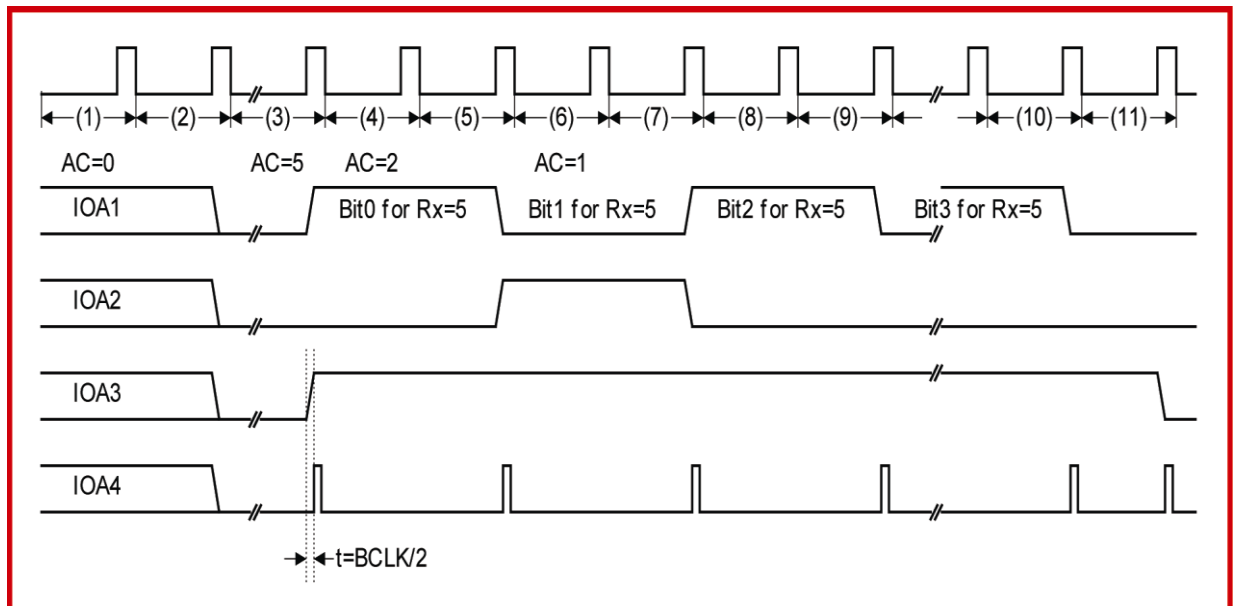 (1) (2) (3) (4) (5) (6) (7) (8) (9) (10) (11)
AC=0 AC=5 AC=2 AC=1
IOA1 Bit0 for Rx=5 Bit1 for Rx=5 Bit2 for Rx=5 Bit3 for Rx=5
IOA2
IOA3
IOA4
t=BCLK/2